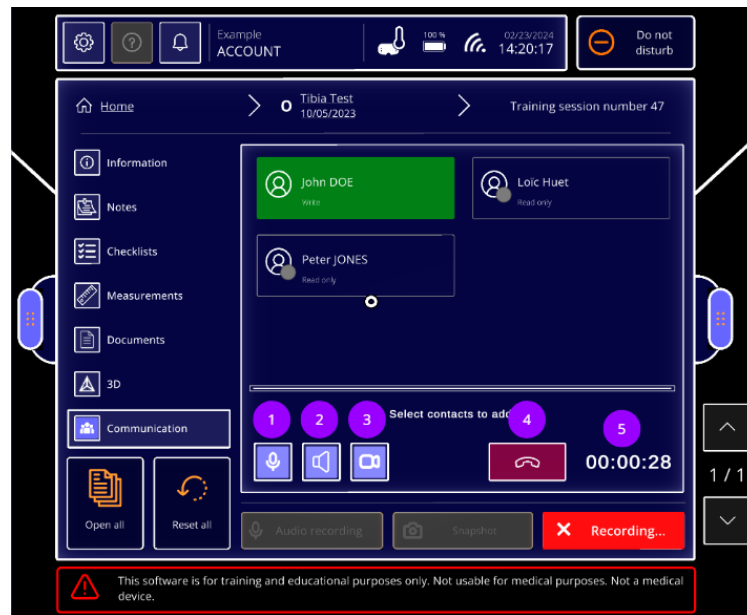 Example
ACCOUNT
100 %
02/23/2024
14:20:17
Do not
disturb
Home
Tibia Test
10/05/2023
Training session number 47
Information
Notes
Checklists
Measurements
Documents
3D
Communication
Open all
Reset all
John DOE
Write
Loïc Huet
Read only
Peter JONES
Read only
Select contacts to
1
2
3
4
5
00:00:28
1 / 1
Audio recording
Snapshot
Recording...
This software is for training and educational purposes only. Not usable for medical purposes. Not a medical
device.